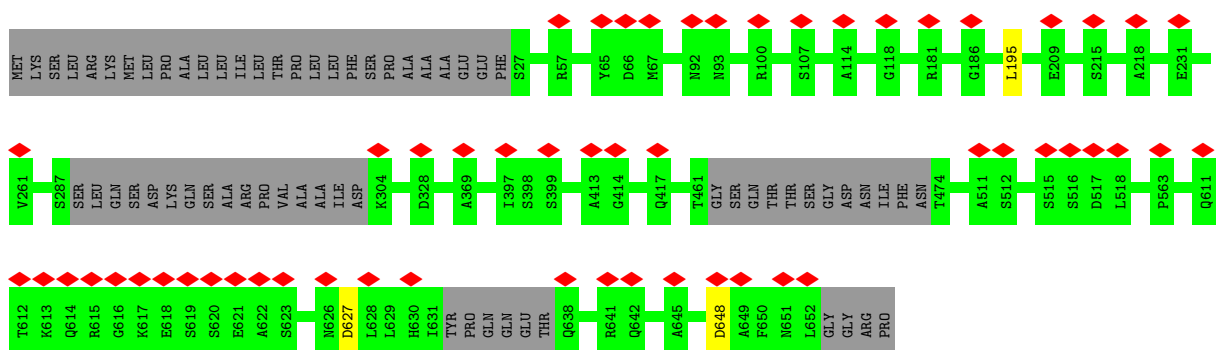 MET LYS SER LEU ARG LYS MET LEU PRO ALA LEU LEU ILE LEU THR PRO LEU LEU PHE SER PRO ALA ALA ALA GLU GLU PHE S27 R57 Y65 D66 M67 N92 N93 R100 S107 A114 G118 R181 G186 L195 E209 S215 A218 E231
V261 S287 SER LEU GLN SER ASP LYS GLN SER ALA ARG PRO VAL ALA ALA ILE ASP K304 D328 A369 I397 S398 S399 A413 G414 Q417 T461 GLY SER GLN THR THR SER GLY ASP ASN ILE PHE ASN T474 A511 S512 S515 S516 D517 L518 P563 Q611
T612 K613 Q614 R615 G616 K617 E618 S619 S620 E621 A622 S623 N626 D627 L628 L629 H630 I631 TYR PRO GLN GLN GLU THR Q638 R641 Q642 A645 D648 A649 F650 N651 L652 GLY GLY ARG PRO